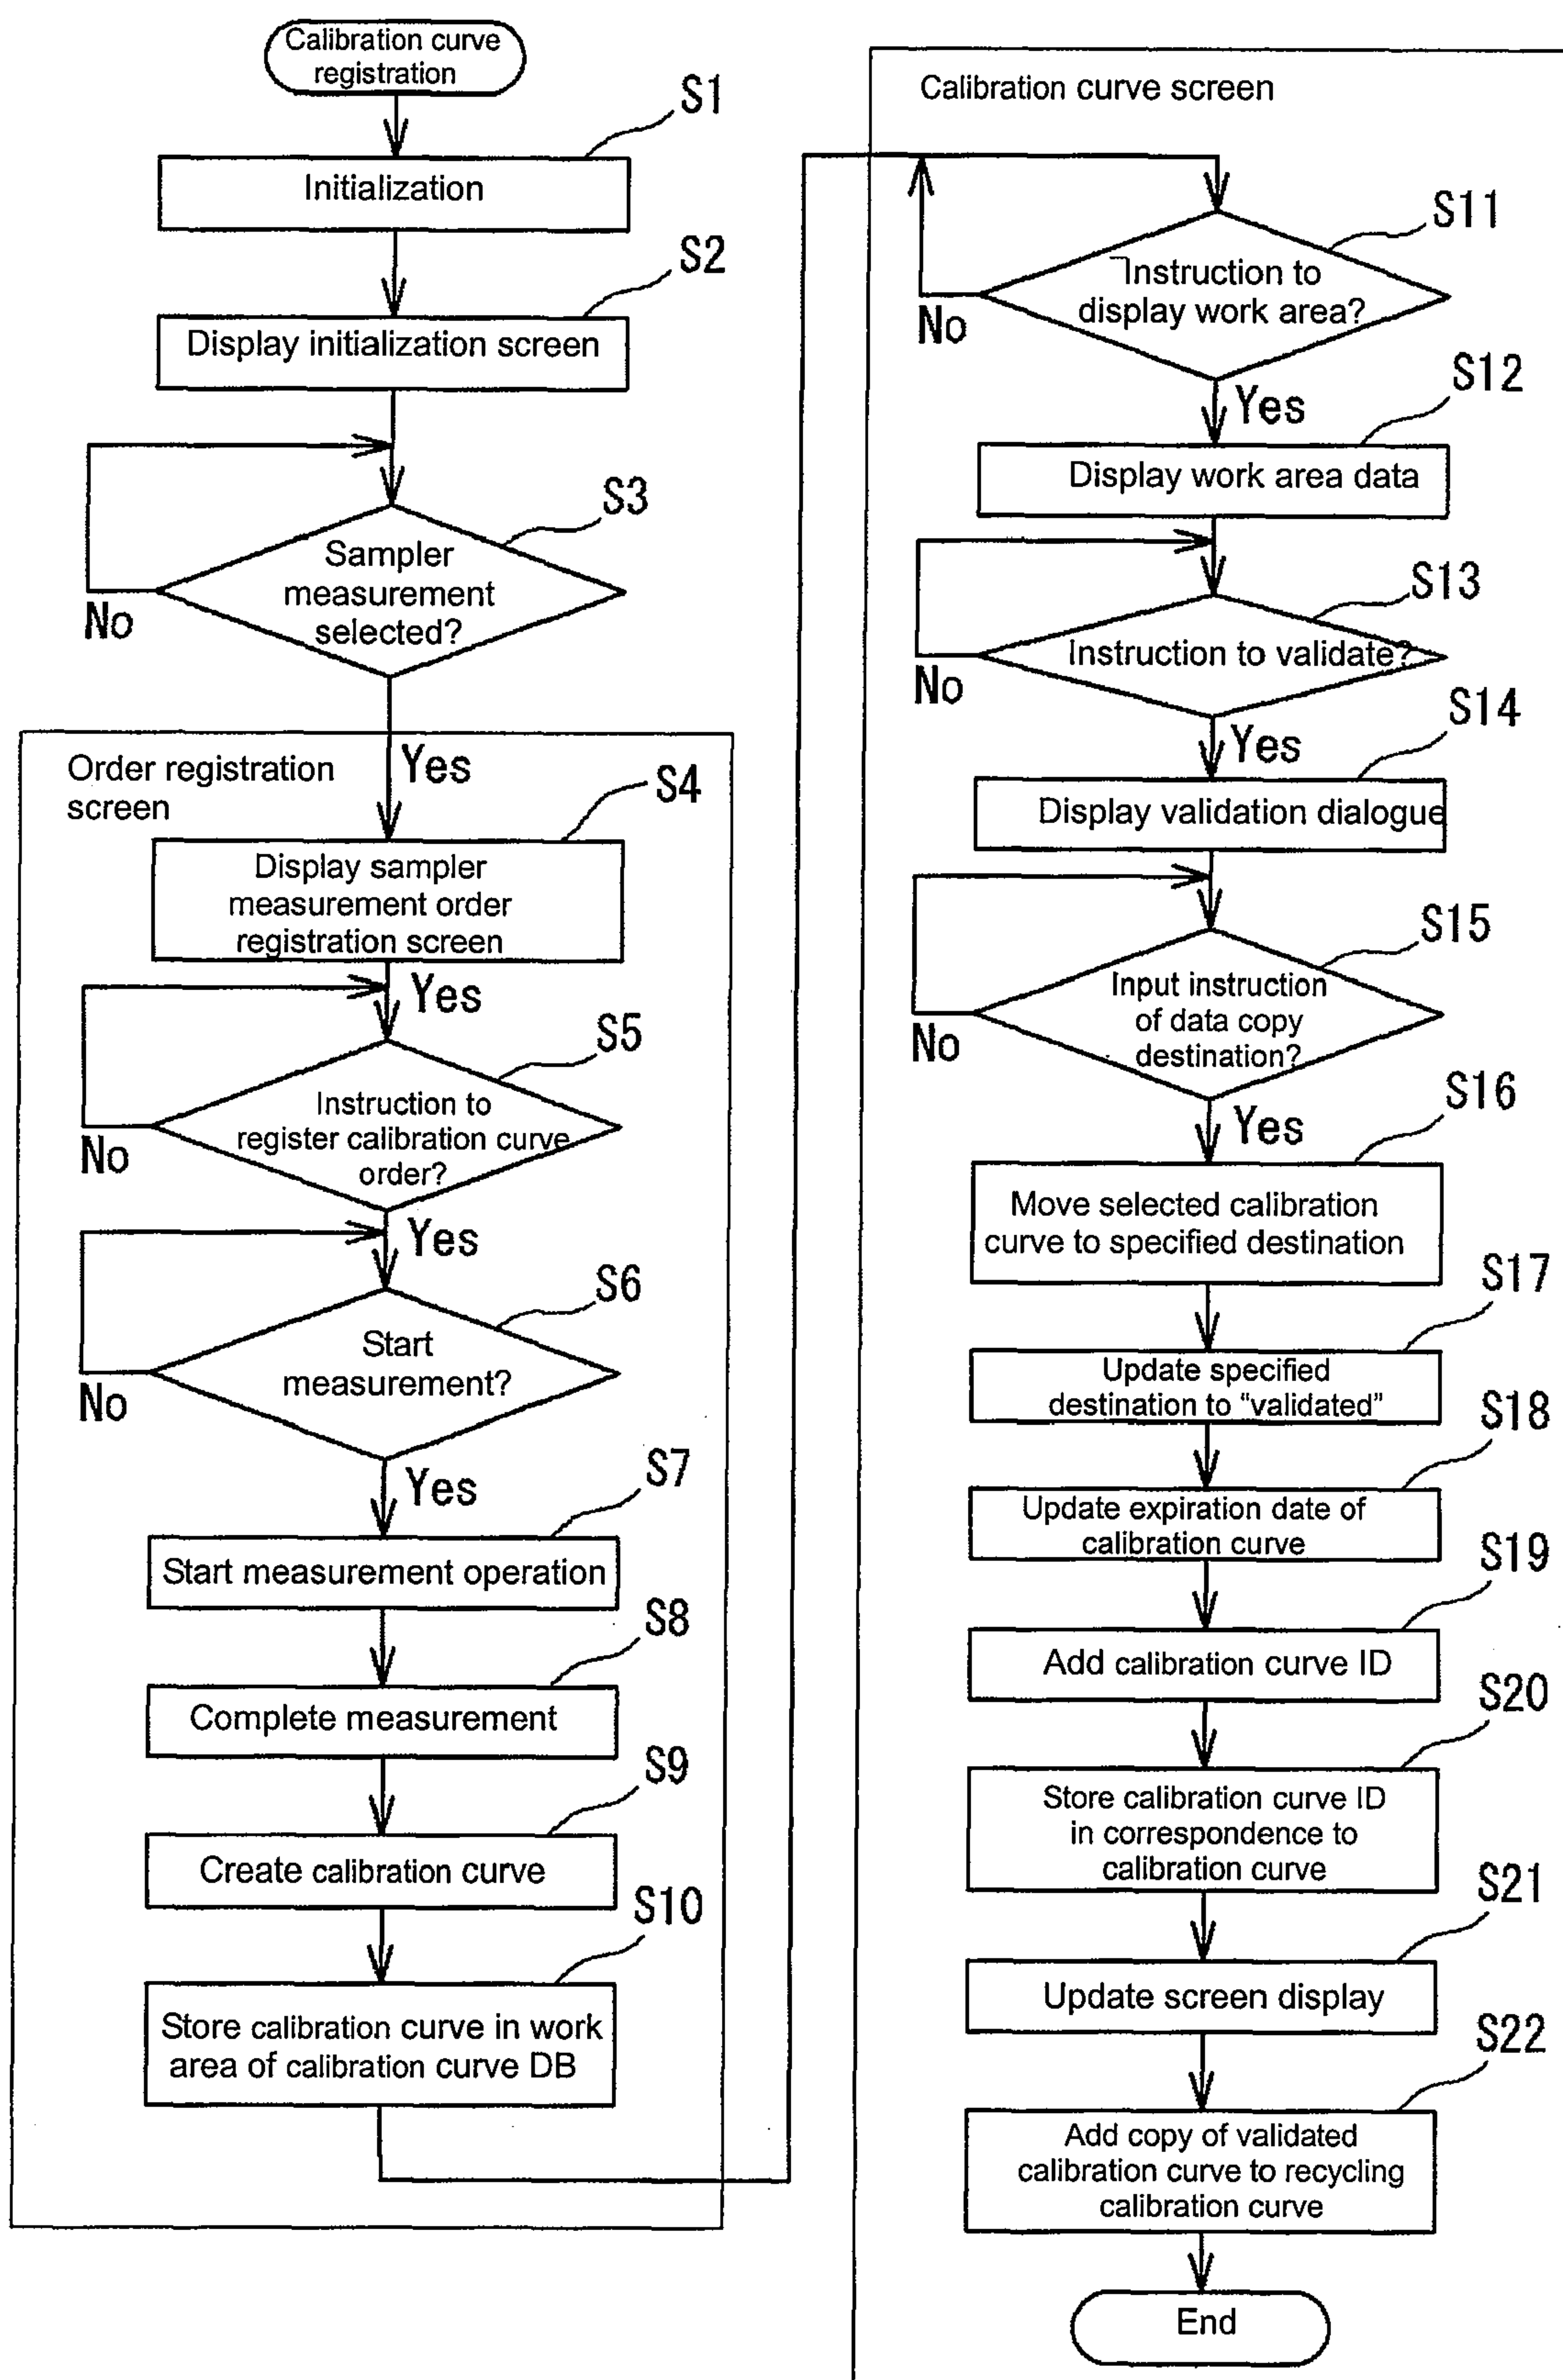 Calibration curve
registration
S1
Initialization
S2
Display initialization screen
S3
Sampler
measurement
selected?
No
Yes
Order registration
screen
S4
Display sampler
measurement order
registration screen
Yes
S5
Instruction to
register calibration curve
order?
No
Yes
S6
Start
measurement?
No
Yes
S7
Start measurement operation
S8
Complete measurement
S9
Create calibration curve
S10
Store calibration curve in work
area of calibration curve DB
Calibration curve screen
S11
Instruction to
display work area?
No
Yes
S12
Display work area data
S13
Instruction to validate?
No
Yes
S14
Display validation dialogue
S15
Input instruction
of data copy
destination?
No
Yes
S16
Move selected calibration
curve to specified destination
S17
Update specified
destination to “validated”
S18
Update expiration date of
calibration curve
S19
Add calibration curve ID
S20
Store calibration curve ID
in correspondence to
calibration curve
S21
Update screen display
S22
Add copy of validated
calibration curve to recycling
calibration curve
End